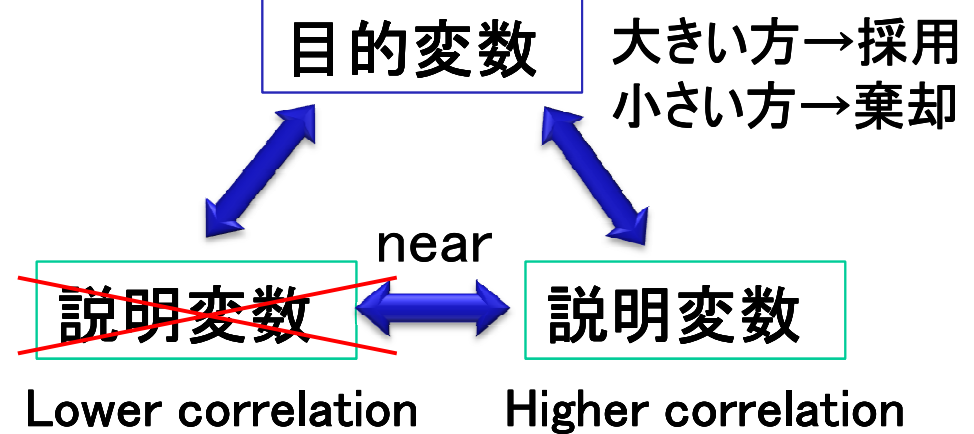 目的変数
大きい方→採用
小さい方→棄却
near
説明変数
説明変数
Lower correlation
Higher correlation